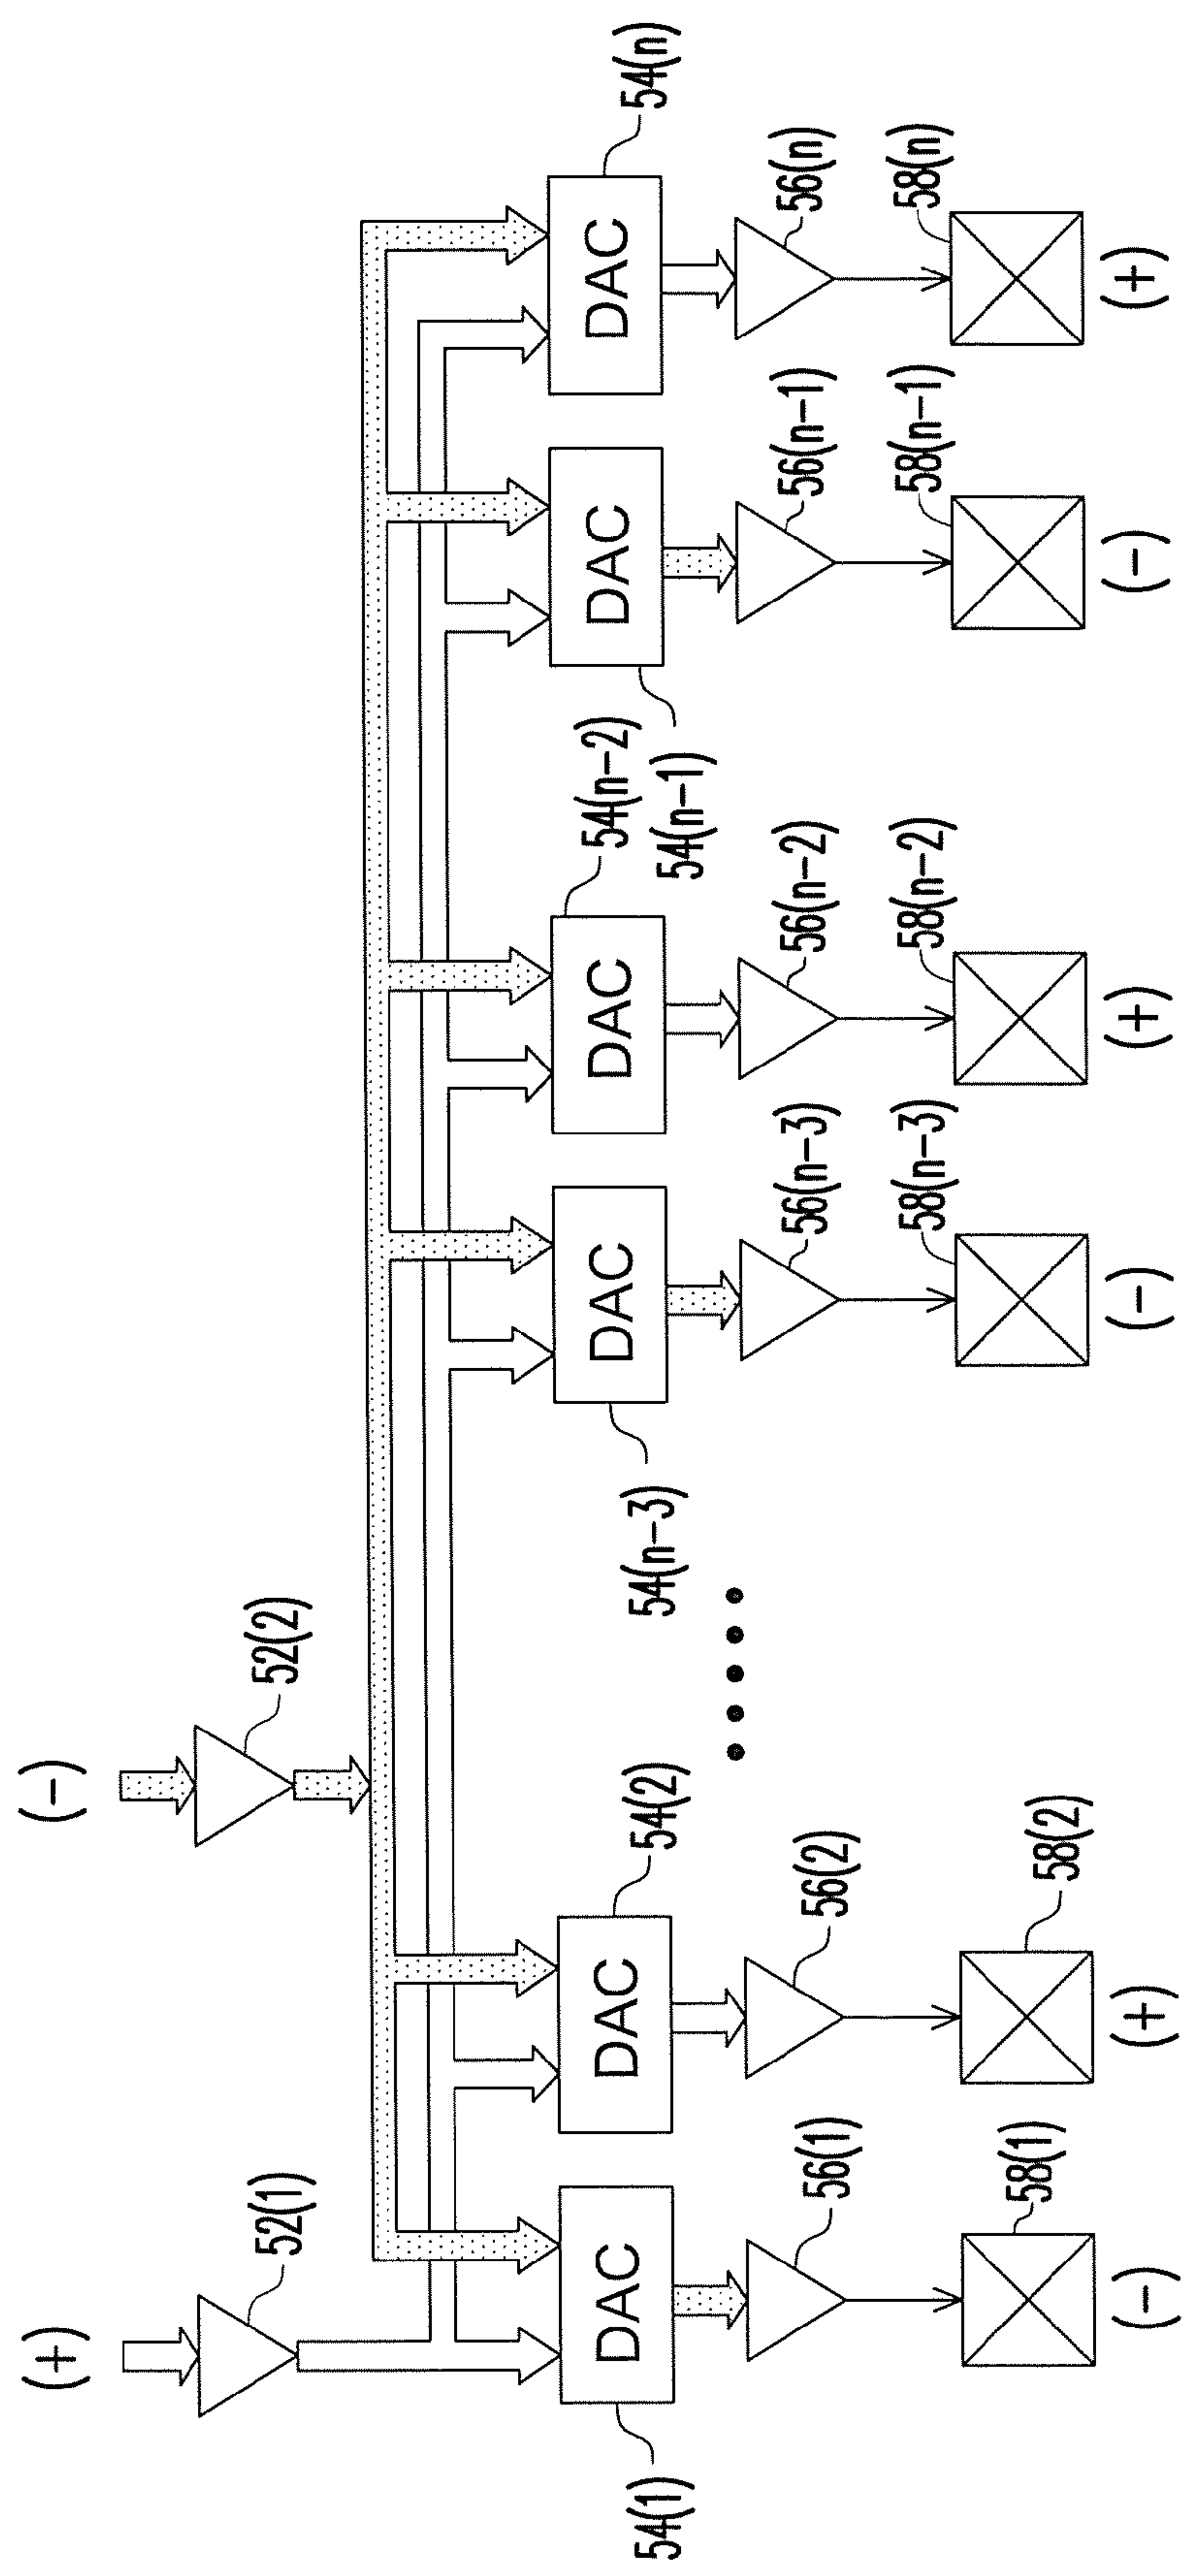 (+)
52(1)
(−)
52(2)
54(1)
DAC
54(2)
DAC
54(n−3)
DAC
54(n−2)
DAC
54(n−1)
DAC
54(n)
DAC
56(1)
56(2)
56(n−3)
56(n−2)
56(n−1)
56(n)
58(1)
58(2)
58(n−3)
58(n−2)
58(n−1)
58(n)
(−)
(+)
(−)
(+)
(−)
(+)